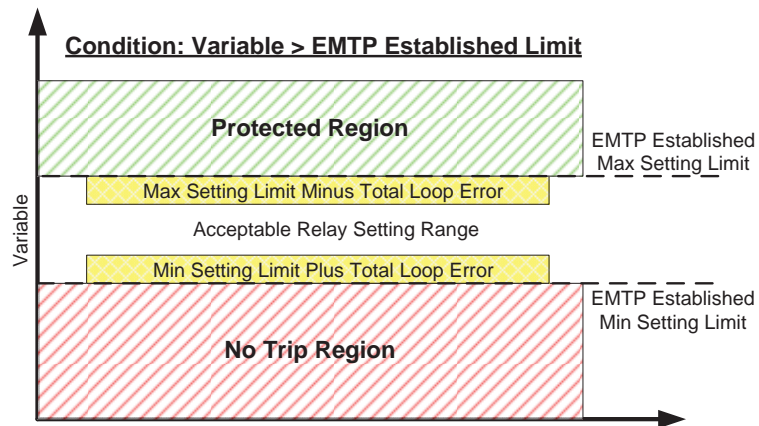 Condition: Variable > EMTP Established Limit
Protected Region
EMTP Established
Max Setting Limit
Max Setting Limit Minus Total Loop Error
Variable
Acceptable Relay Setting Range
Min Setting Limit Plus Total Loop Error
EMTP Established
Min Setting Limit
No Trip Region